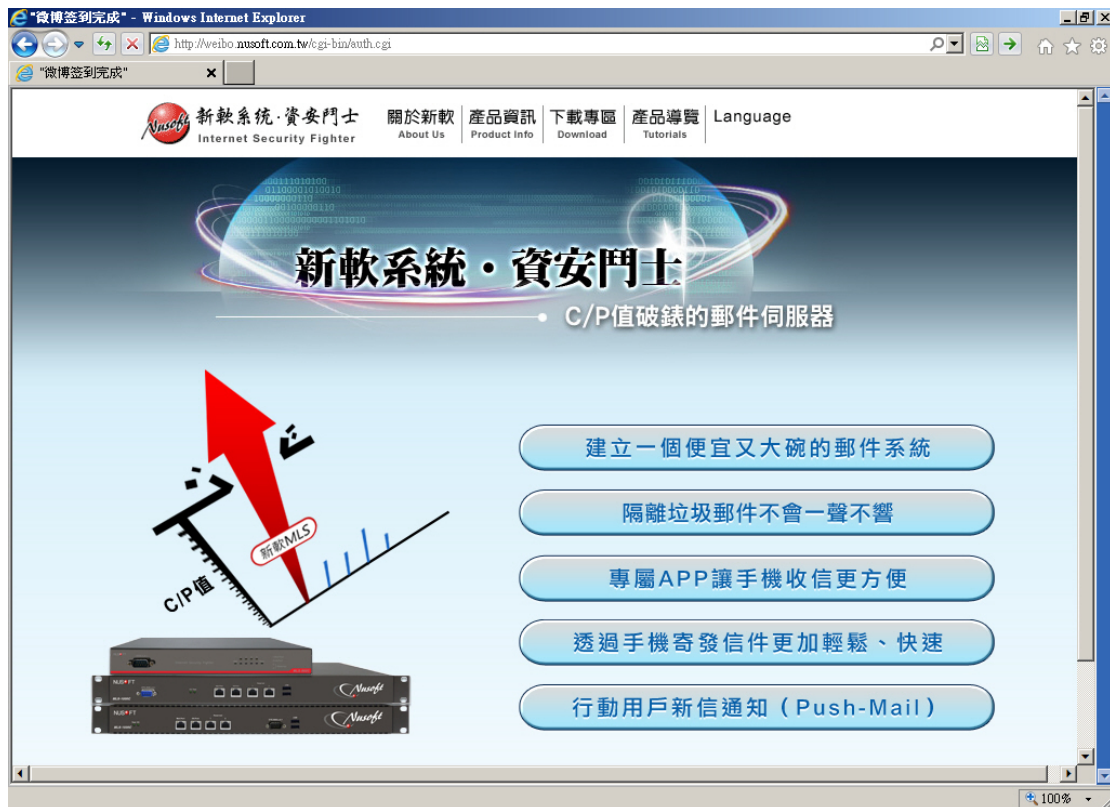 "微博签到完成" - Windows Internet Explorer
http://weibo.nusoft.com.tw/cgi-bin/auth.cgi
"微博签到完成"
Nusoft 新軟系統·資安鬥士
Internet Security Fighter
關於新軟 產品資訊 下載專區 產品導覽 Language
About Us Product Info Download Tutorials
新軟系統·資安鬥士
C/P值破錶的郵件伺服器
建立一個便宜又大碗的郵件系統
隔離垃圾郵件不會一聲不響
專屬APP讓手機收信更方便
透過手機寄發信件更加輕鬆、快速
行動用戶新信通知(Push-Mail)
新軟MLS
C/P值
NUSOFT
Nusoft
NUSOFT
Nusoft
100%